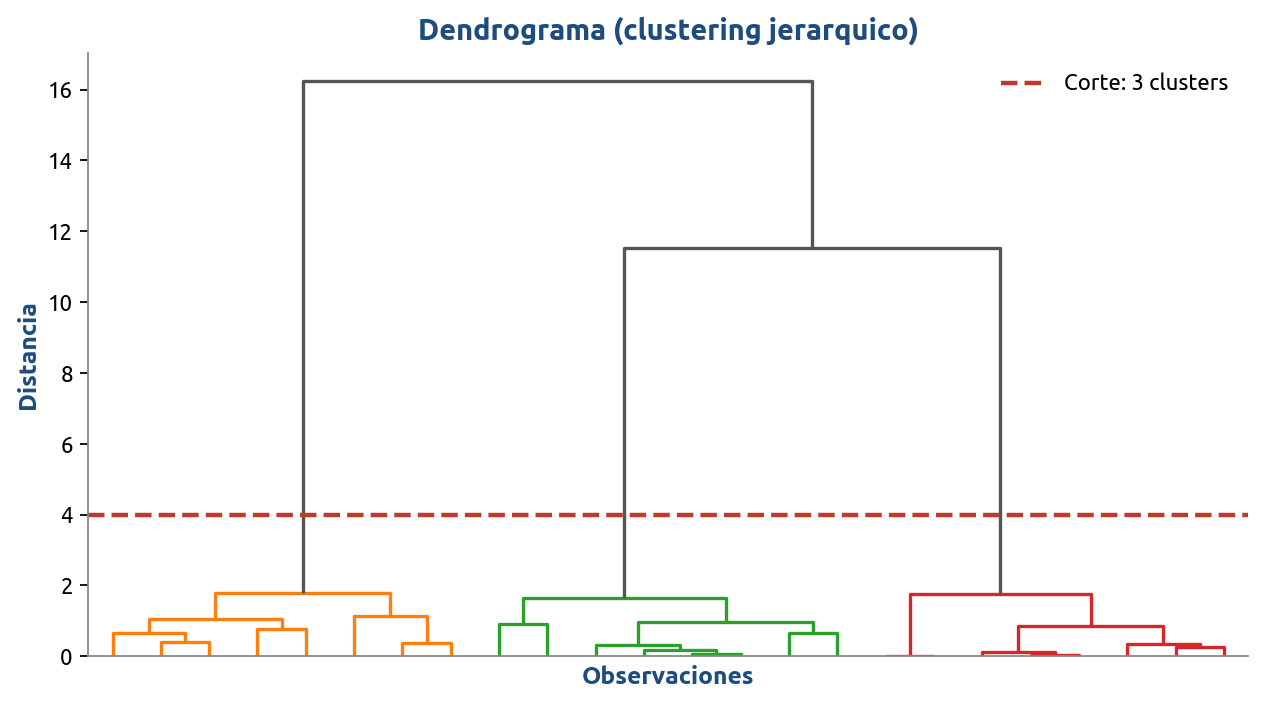 Dendrograma (clustering jerarquico)
Corte: 3 clusters
16
14
12
10
8
6
4
2
0
Distancia
Observaciones